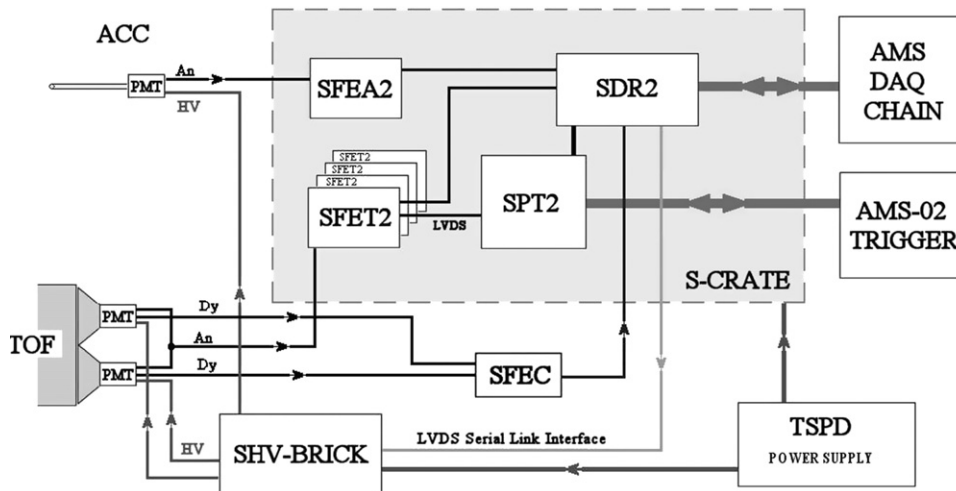 ACC
An
PMT
HV
SFEA2
SDR2
AMS
DAQ
CHAIN
SFET2
SFET2
SFET2
SFET2
LVDS
SPT2
AMS-02
TRIGGER
S-CRATE
TOF
PMT
PMT
Dy
An
Dy
SFEC
HV
SHV-BRICK
LVDS Serial Link Interface
TSPD
POWER SUPPLY